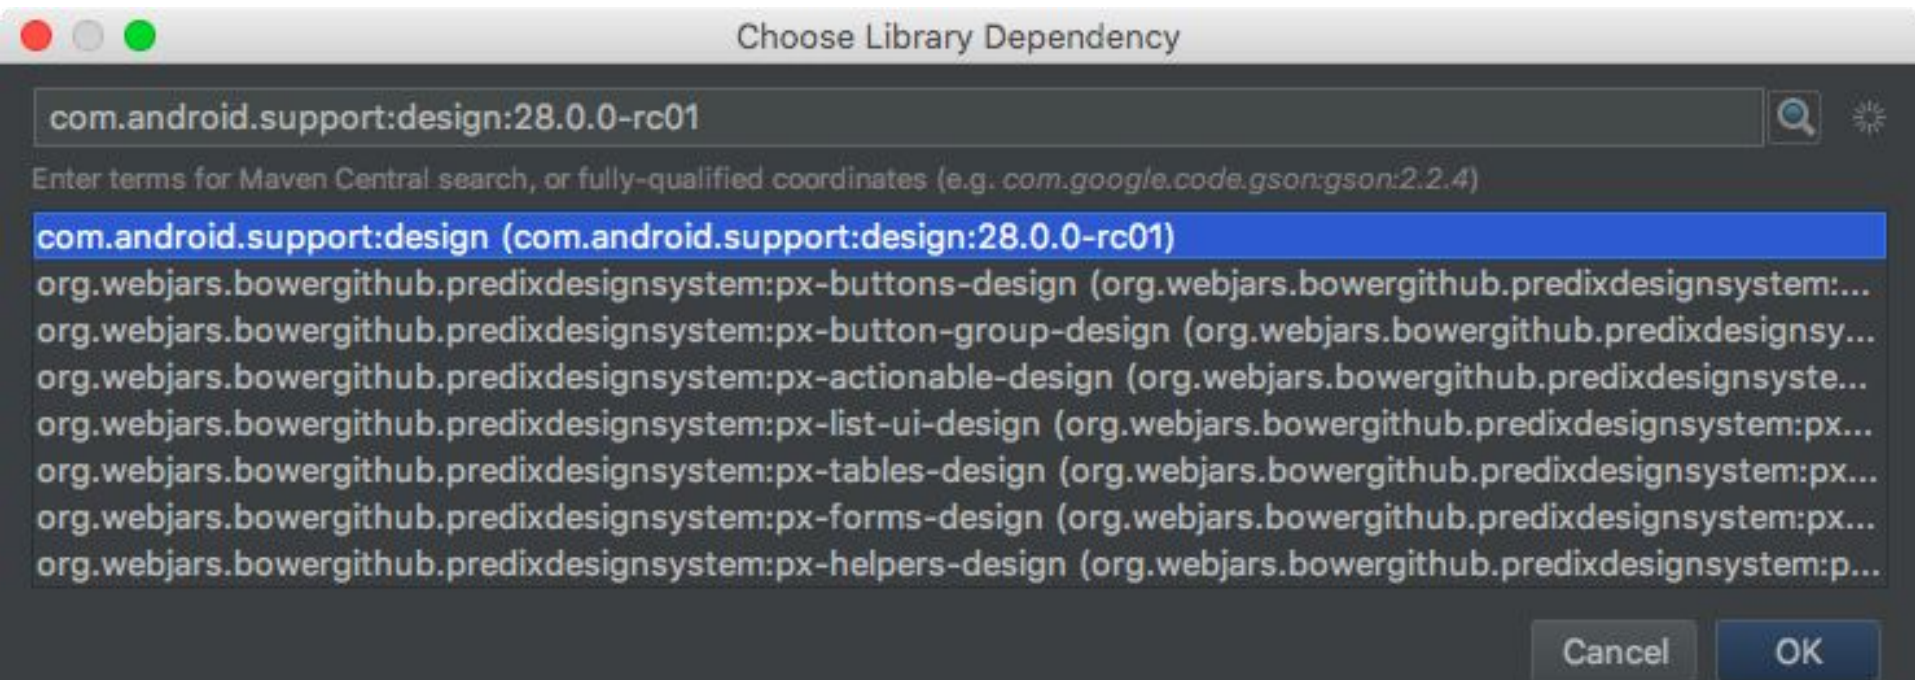 Choose Library Dependency
com.android.support:design:28.0.0-rc01
Enter terms for Maven Central search, or fully-qualified coordinates (e.g. com.google.code.gson:gson:2.2.4)
com.android.support:design (com.android.support:design:28.0.0-rc01)
org.webjars.bowergithub.predixdesignsystem:px-buttons-design (org.webjars.bowergithub.predixdesignsystem:...
org.webjars.bowergithub.predixdesignsystem:px-button-group-design (org.webjars.bowergithub.predixdesignsy...
org.webjars.bowergithub.predixdesignsystem:px-actionable-design (org.webjars.bowergithub.predixdesignsyste...
org.webjars.bowergithub.predixdesignsystem:px-list-ui-design (org.webjars.bowergithub.predixdesignsystem:px...
org.webjars.bowergithub.predixdesignsystem:px-tables-design (org.webjars.bowergithub.predixdesignsystem:px...
org.webjars.bowergithub.predixdesignsystem:px-forms-design (org.webjars.bowergithub.predixdesignsystem:px...
org.webjars.bowergithub.predixdesignsystem:px-helpers-design (org.webjars.bowergithub.predixdesignsystem:p...
Cancel OK